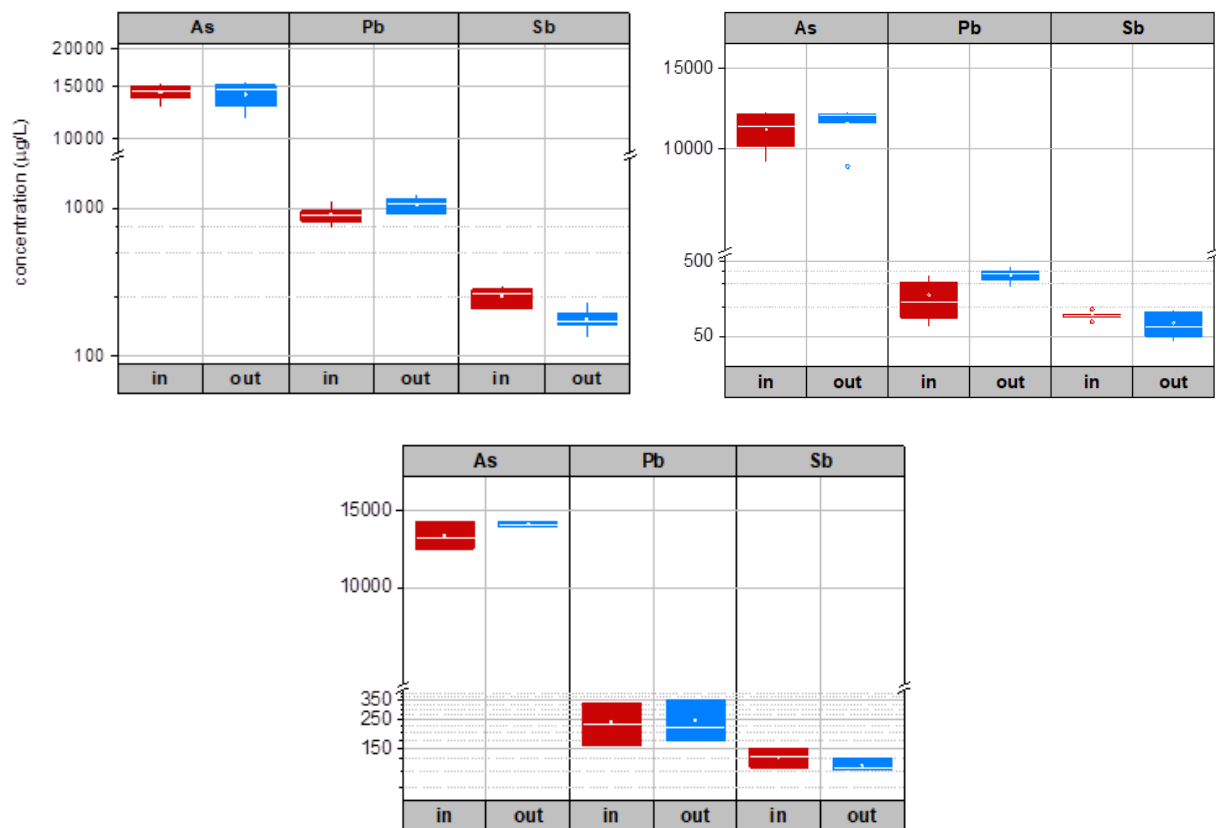 As Pb Sb
20000
15000
10000
1000
100
concentration (µg/L)
in out in out in out
As Pb Sb
15000
10000
500
50
in out in out in out
As Pb Sb
15000
10000
350
250
150
in out in out in out